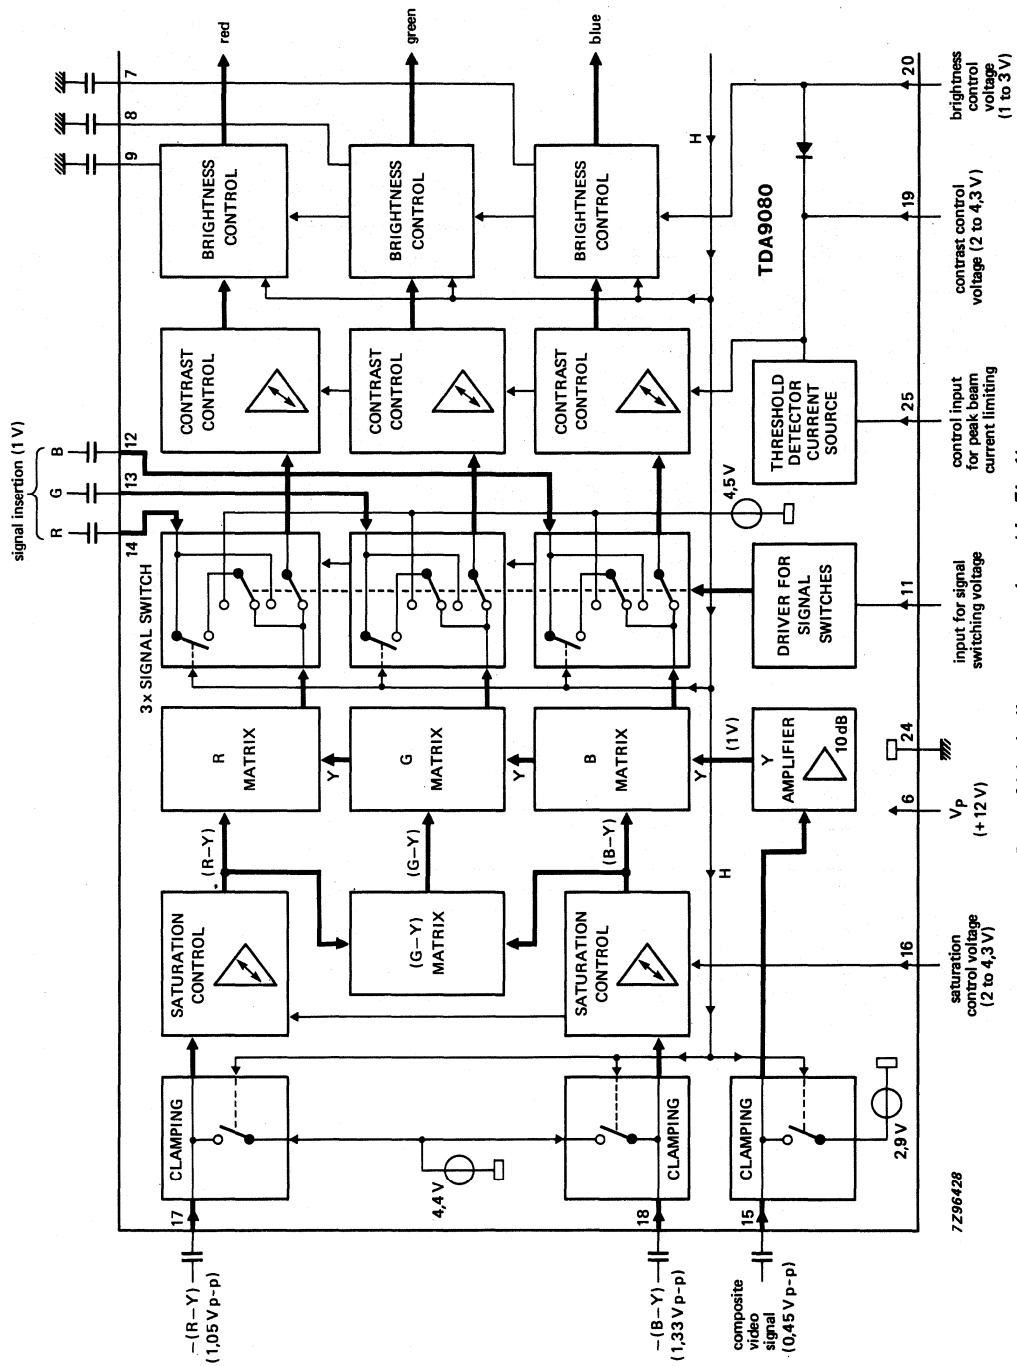 signal insertion (1 V)
R
G
B
14
13
12
9
8
7
red
green
blue
3 x SIGNAL SWITCH
CLAMPING
SATURATION
CONTROL
(R–Y)
R
MATRIX
CONTRAST
CONTROL
BRIGHTNESS
CONTROL
17
–(R–Y)
(1,05 V p-p)
4,4 V
(G–Y)
MATRIX
(G–Y)
Y
G
MATRIX
CONTRAST
CONTROL
BRIGHTNESS
CONTROL
18
–(B–Y)
(1,33 V p-p)
CLAMPING
SATURATION
CONTROL
(B–Y)
Y
B
MATRIX
CONTRAST
CONTROL
BRIGHTNESS
CONTROL
H
H
Y
(1 V)
4,5 V
15
composite
video
signal
(0,45 V p-p)
CLAMPING
2,9 V
Y
AMPLIFIER
10 dB
DRIVER FOR
SIGNAL
SWITCHES
THRESHOLD
DETECTOR
CURRENT
SOURCE
TDA9080
16
6
24
11
25
19
20
7Z96428
saturation
control voltage
(2 to 4,3 V)
VP
(+12 V)
input for signal
switching voltage
control input
for peak beam
current limiting
contrast control
voltage (2 to 4,3 V)
brightness
control
voltage
(1 to 3 V)